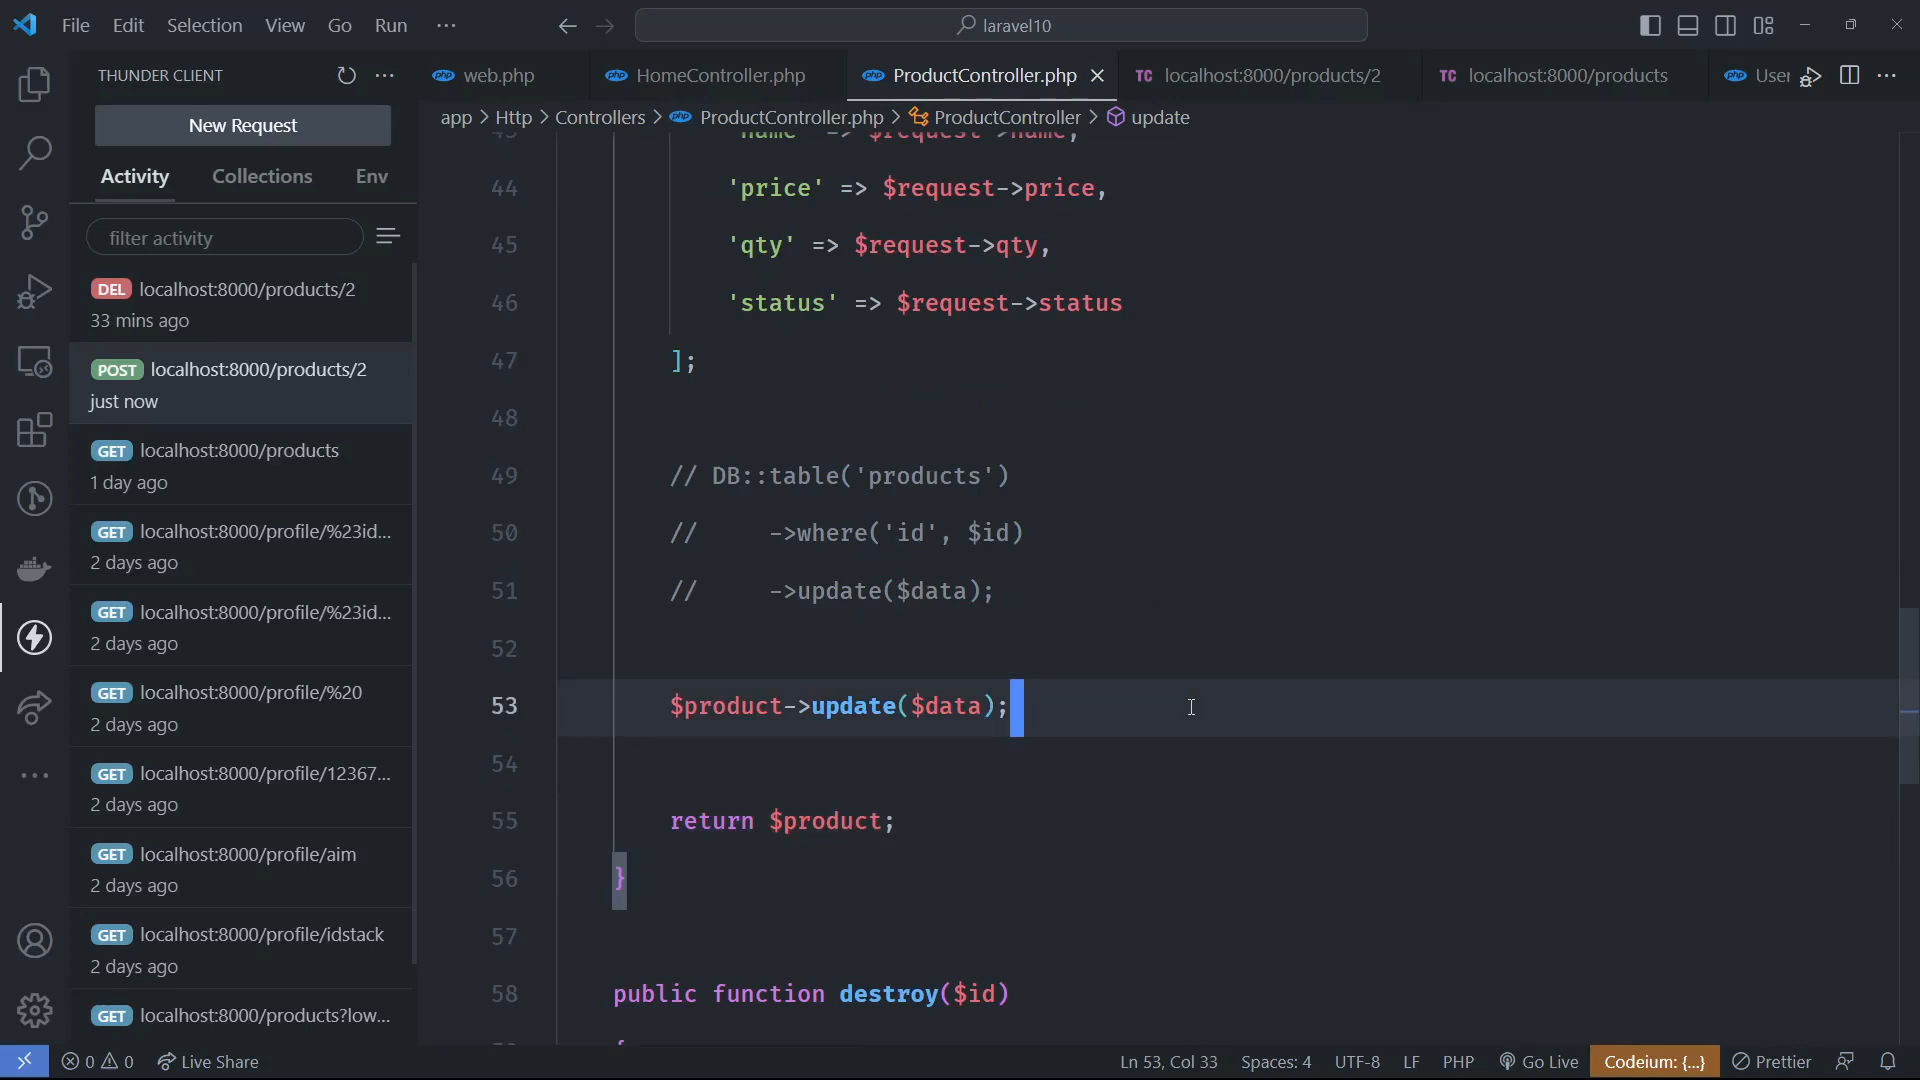 File Edit Selection View Go Run ···
laravel10
THUNDER CLIENT
New Request
Activity Collections Env
filter activity
DEL localhost:8000/products/2
33 mins ago
POST localhost:8000/products/2
just now
GET localhost:8000/products
1 day ago
GET localhost:8000/profile/%23id...
2 days ago
GET localhost:8000/profile/%23id...
2 days ago
GET localhost:8000/profile/%20
2 days ago
GET localhost:8000/profile/12367...
2 days ago
GET localhost:8000/profile/aim
2 days ago
GET localhost:8000/profile/idstack
2 days ago
GET localhost:8000/products?low...
php web.php php HomeController.php php ProductController.php TC localhost:8000/products/2 TC localhost:8000/products php User
app > Http > Controllers > php ProductController.php > ProductController > update
43 'name' => $request->name,
44 'price' => $request->price,
45 'qty' => $request->qty,
46 'status' => $request->status
47 ];
48
49 // DB::table('products')
50 //     ->where('id', $id)
51 //     ->update($data);
52
53 $product->update($data);
54
55 return $product;
56 }
57
58 public function destroy($id)
{
0 0 Live Share Ln 53, Col 33 Spaces: 4 UTF-8 LF PHP Go Live Codeium: {...} Prettier